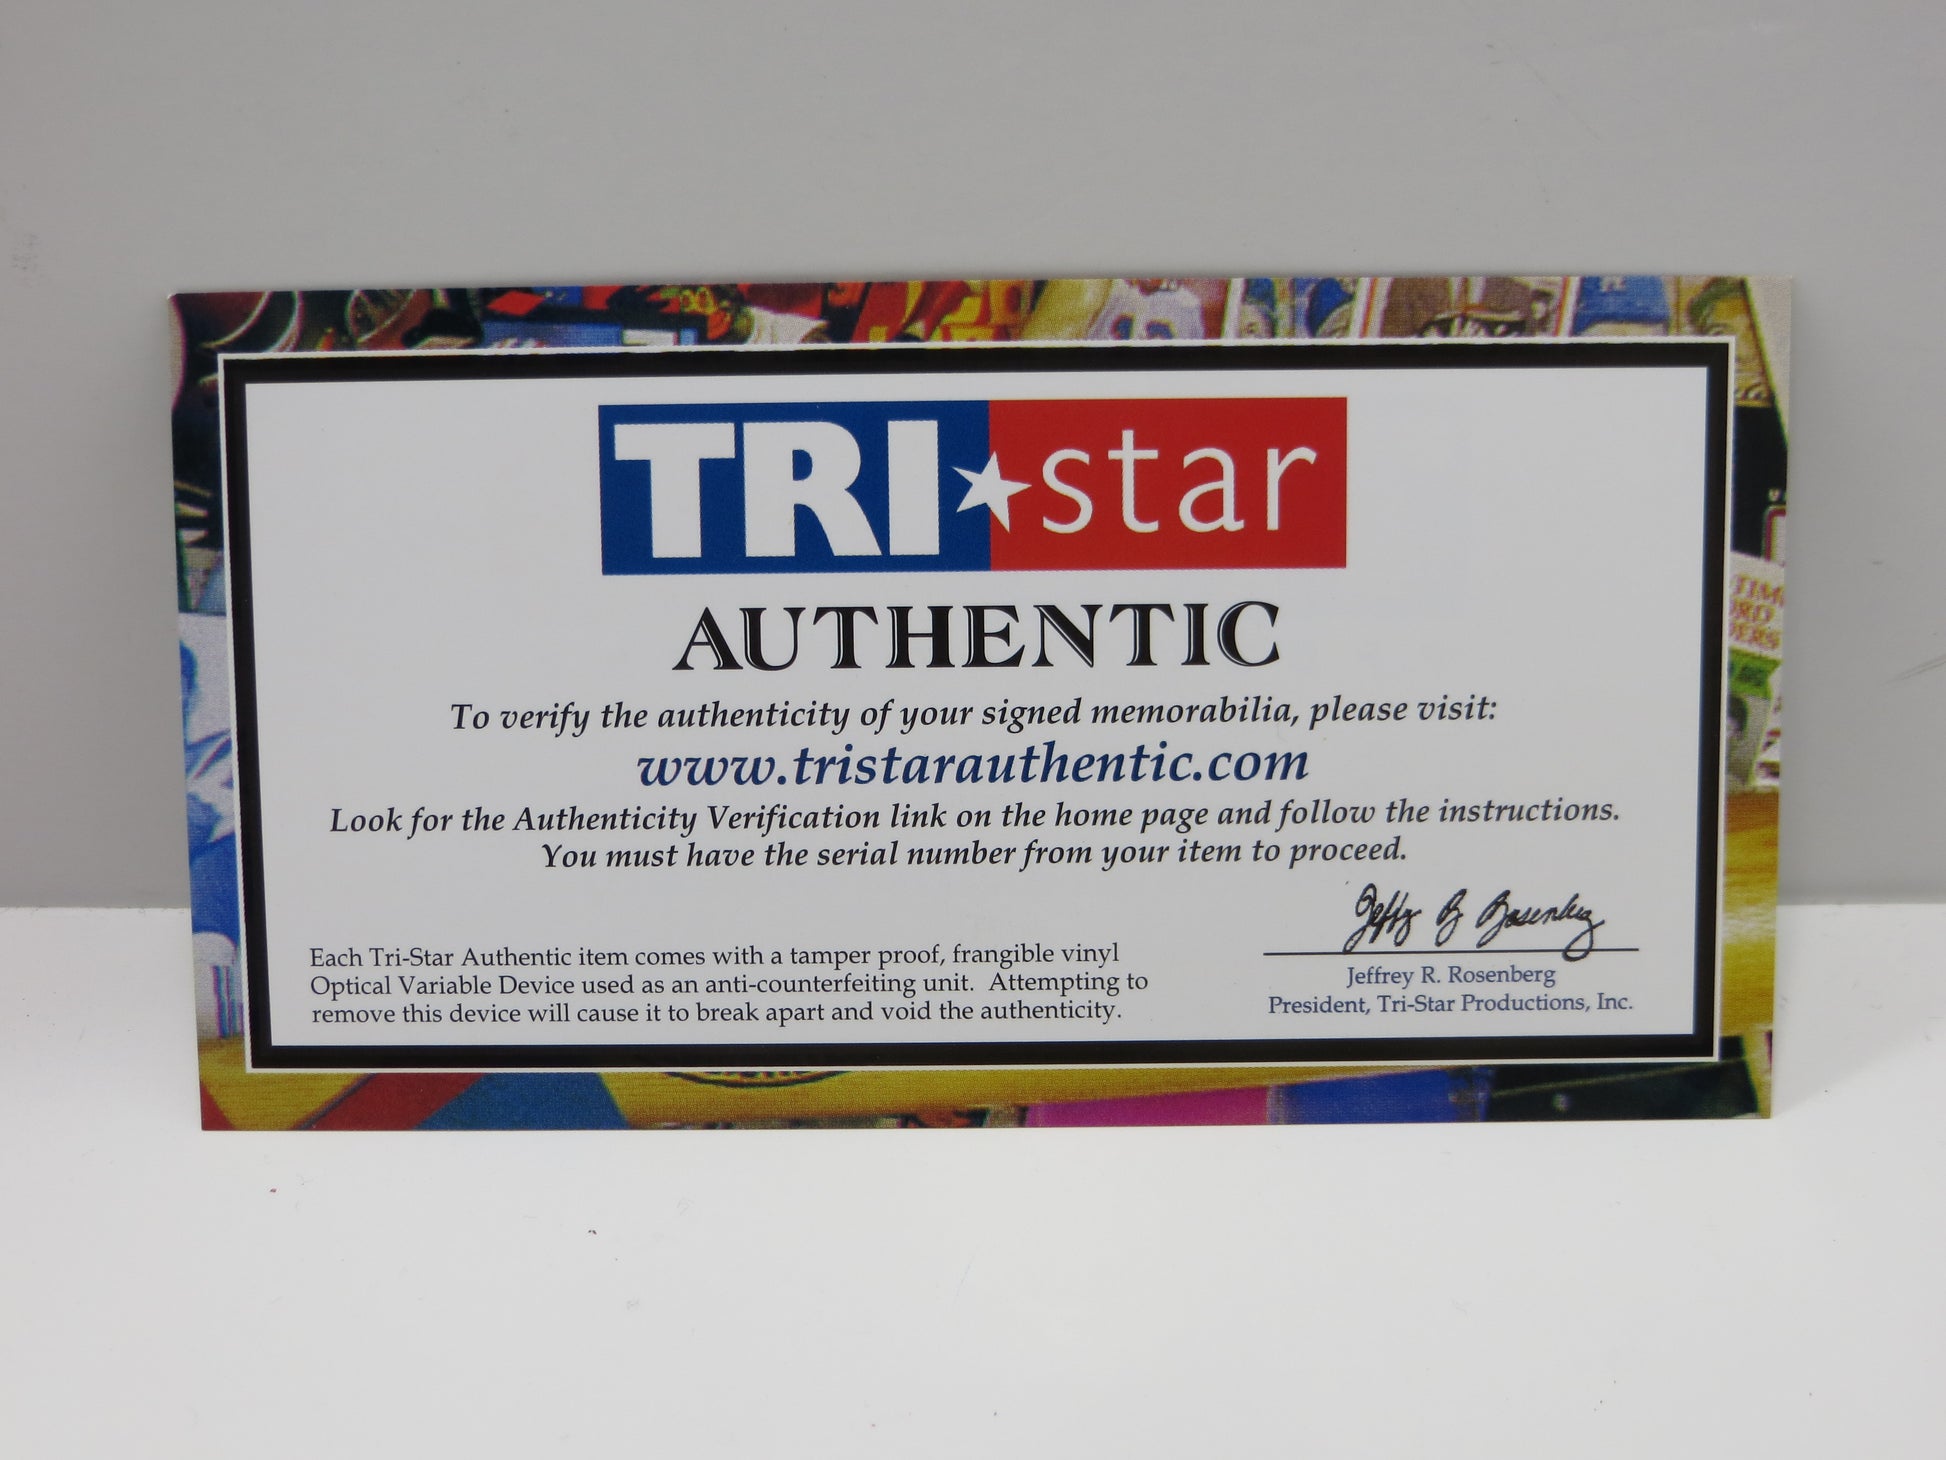 TRI★star
AUTHENTIC
To verify the authenticity of your signed memorabilia, please visit:
www.tristarauthentic.com
Look for the Authenticity Verification link on the home page and follow the instructions.
You must have the serial number from your item to proceed.
Each Tri-Star Authentic item comes with a tamper proof, frangible vinyl
Optical Variable Device used as an anti-counterfeiting unit. Attempting to
remove this device will cause it to break apart and void the authenticity.
Jeffrey R. Rosenberg
Jeffrey R. Rosenberg
President, Tri-Star Productions, Inc.